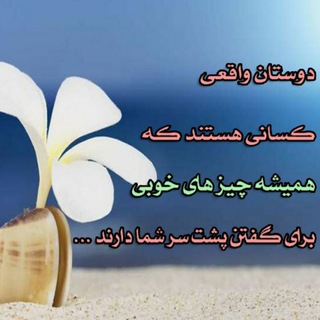 دوستان واقعی
کسانی هستند که
همیشه چیزهای خوبی
برای گفتن پشت سر شما دارند ...